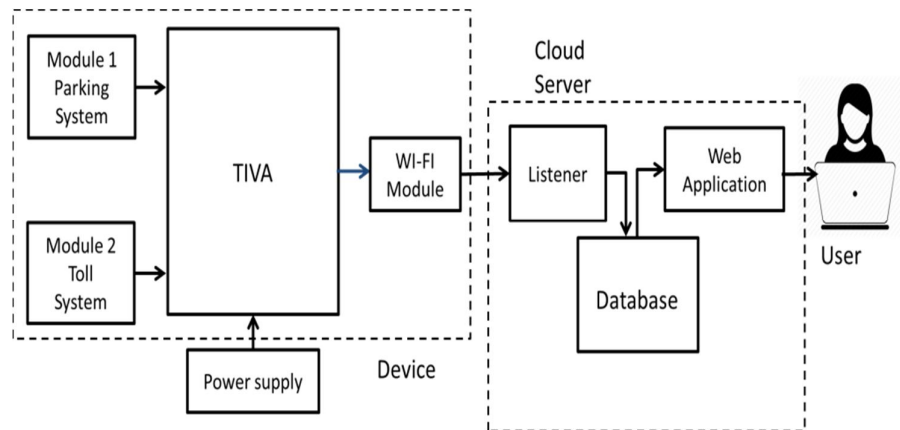 Module 1
Parking
System
TIVA
WI-FI
Module
Module 2
Toll
System
Power supply
Device
Cloud
Server
Listener
Web
Application
Database
User